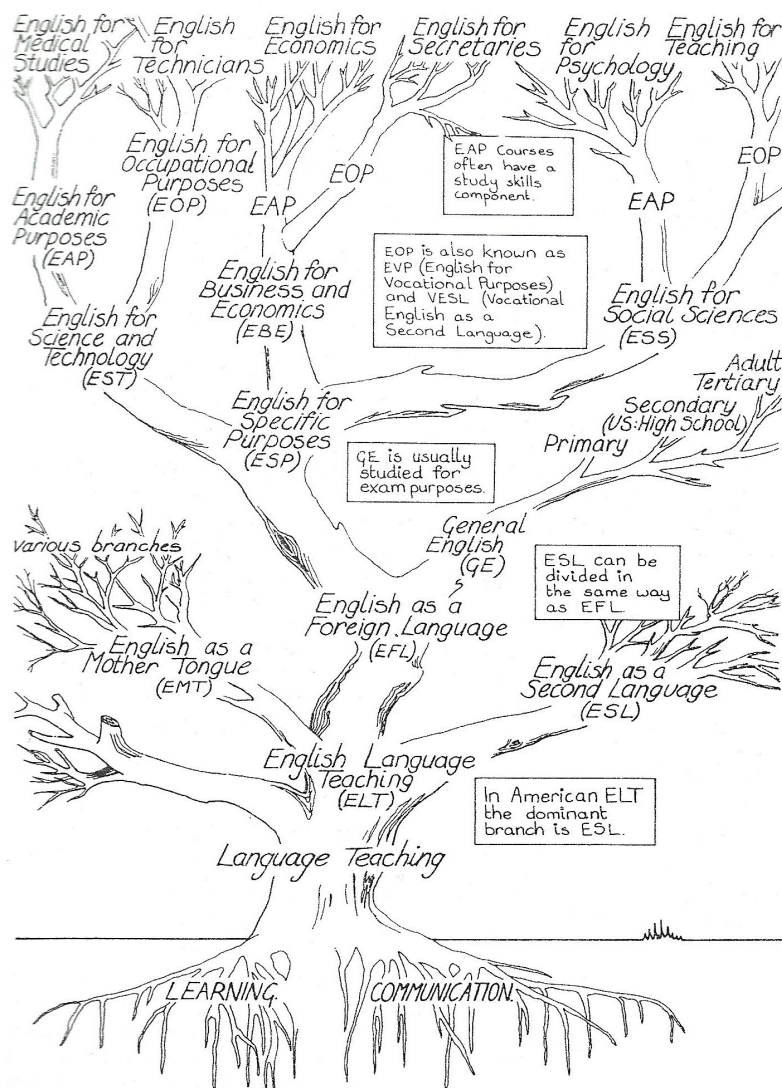 English for
Medical
Studies
English
for
Technicians
English for
Economics
English for
Secretaries
English
for
Psychology
English for
Teaching
English for
Occupational
Purposes
(EOP)
EOP
EAP Courses
often have a
study skills
component.
EOP
English for
Academic
Purposes
(EAP)
EAP
EAP
EOP is also known as
EVP (English for
Vocational Purposes)
and VESL (Vocational
English as a
Second Language).
English for
Science and
Technology
(EST)
English for
Business and
Economics
(EBE)
English for
Social Sciences
(ESS)
Adult
Tertiary
Secondary
(US:High School)
Primary
English for
Specific
Purposes
(ESP)
GE is usually
studied for
exam purposes.
General
English
(GE)
various branches
ESL can be
divided in
the same way
as EFL.
English as a
Foreign Language
(EFL)
English as a
Mother Tongue
(EMT)
English as a
Second Language
(ESL)
English Language
Teaching
(ELT)
In American ELT
the dominant
branch is ESL.
Language Teaching
LEARNING
COMMUNICATION